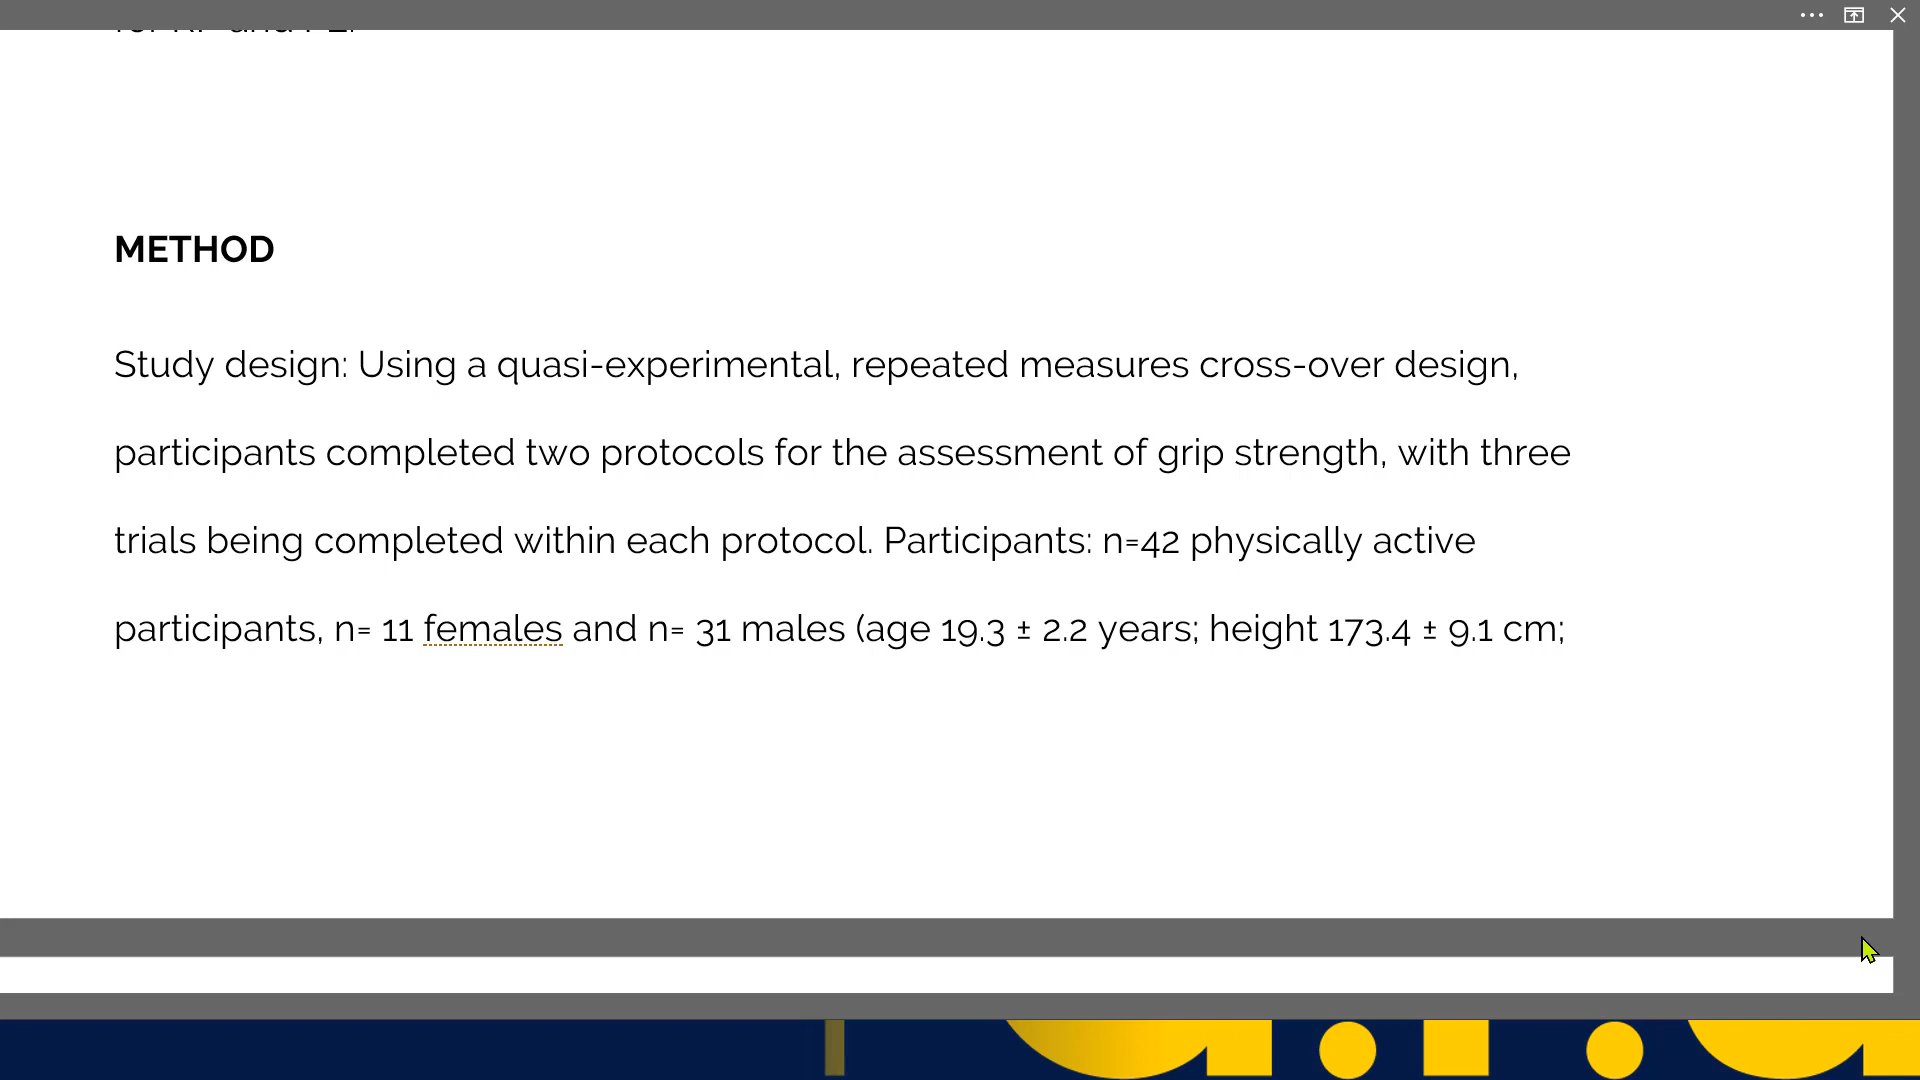 METHOD
Study design: Using a quasi-experimental, repeated measures cross-over design,
participants completed two protocols for the assessment of grip strength, with three
trials being completed within each protocol. Participants: n=42 physically active
participants, n= 11 females and n= 31 males (age 19.3 ± 2.2 years; height 173.4 ± 9.1 cm;